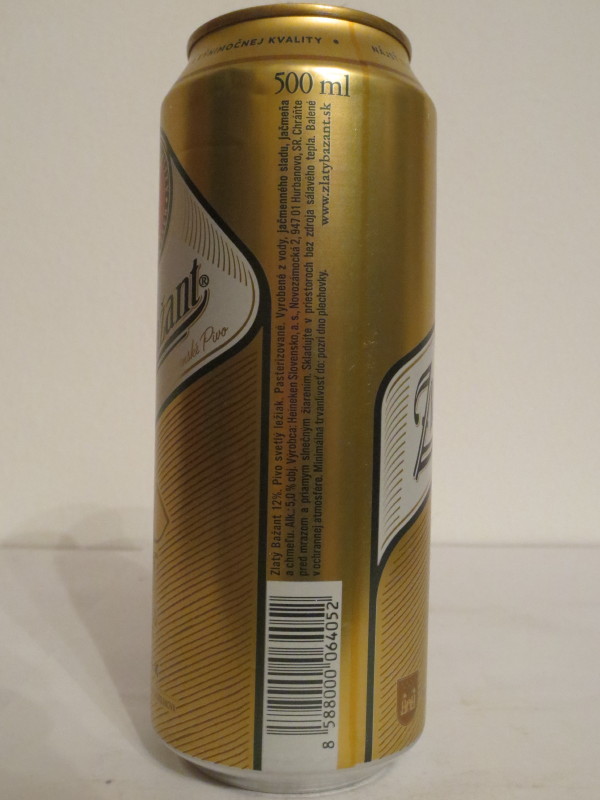 KVALITY •
500 ml
Zlatý Bažant 12%. Pivo svetlý ležiak. Pasterizované. Vyrobené z vody, jačmenného sladu, jačmeňa
a chmeľu. Alk.: 5,0% obj. Výrobca: Heineken Slovensko, a. s., Novozámocká 2, 947 01 Hurbanovo, SR. Chráňte
pred mrazom a priamym slnečným žiarením. Skladujte v priestoroch bez zdroja sálavého tepla. Balené
v ochrannej atmosfére. Minimálna trvanlivosť do: pozri dno plechovky.
www.zlatybazant.sk
žant®
Pivo
Z
8 588000 064052